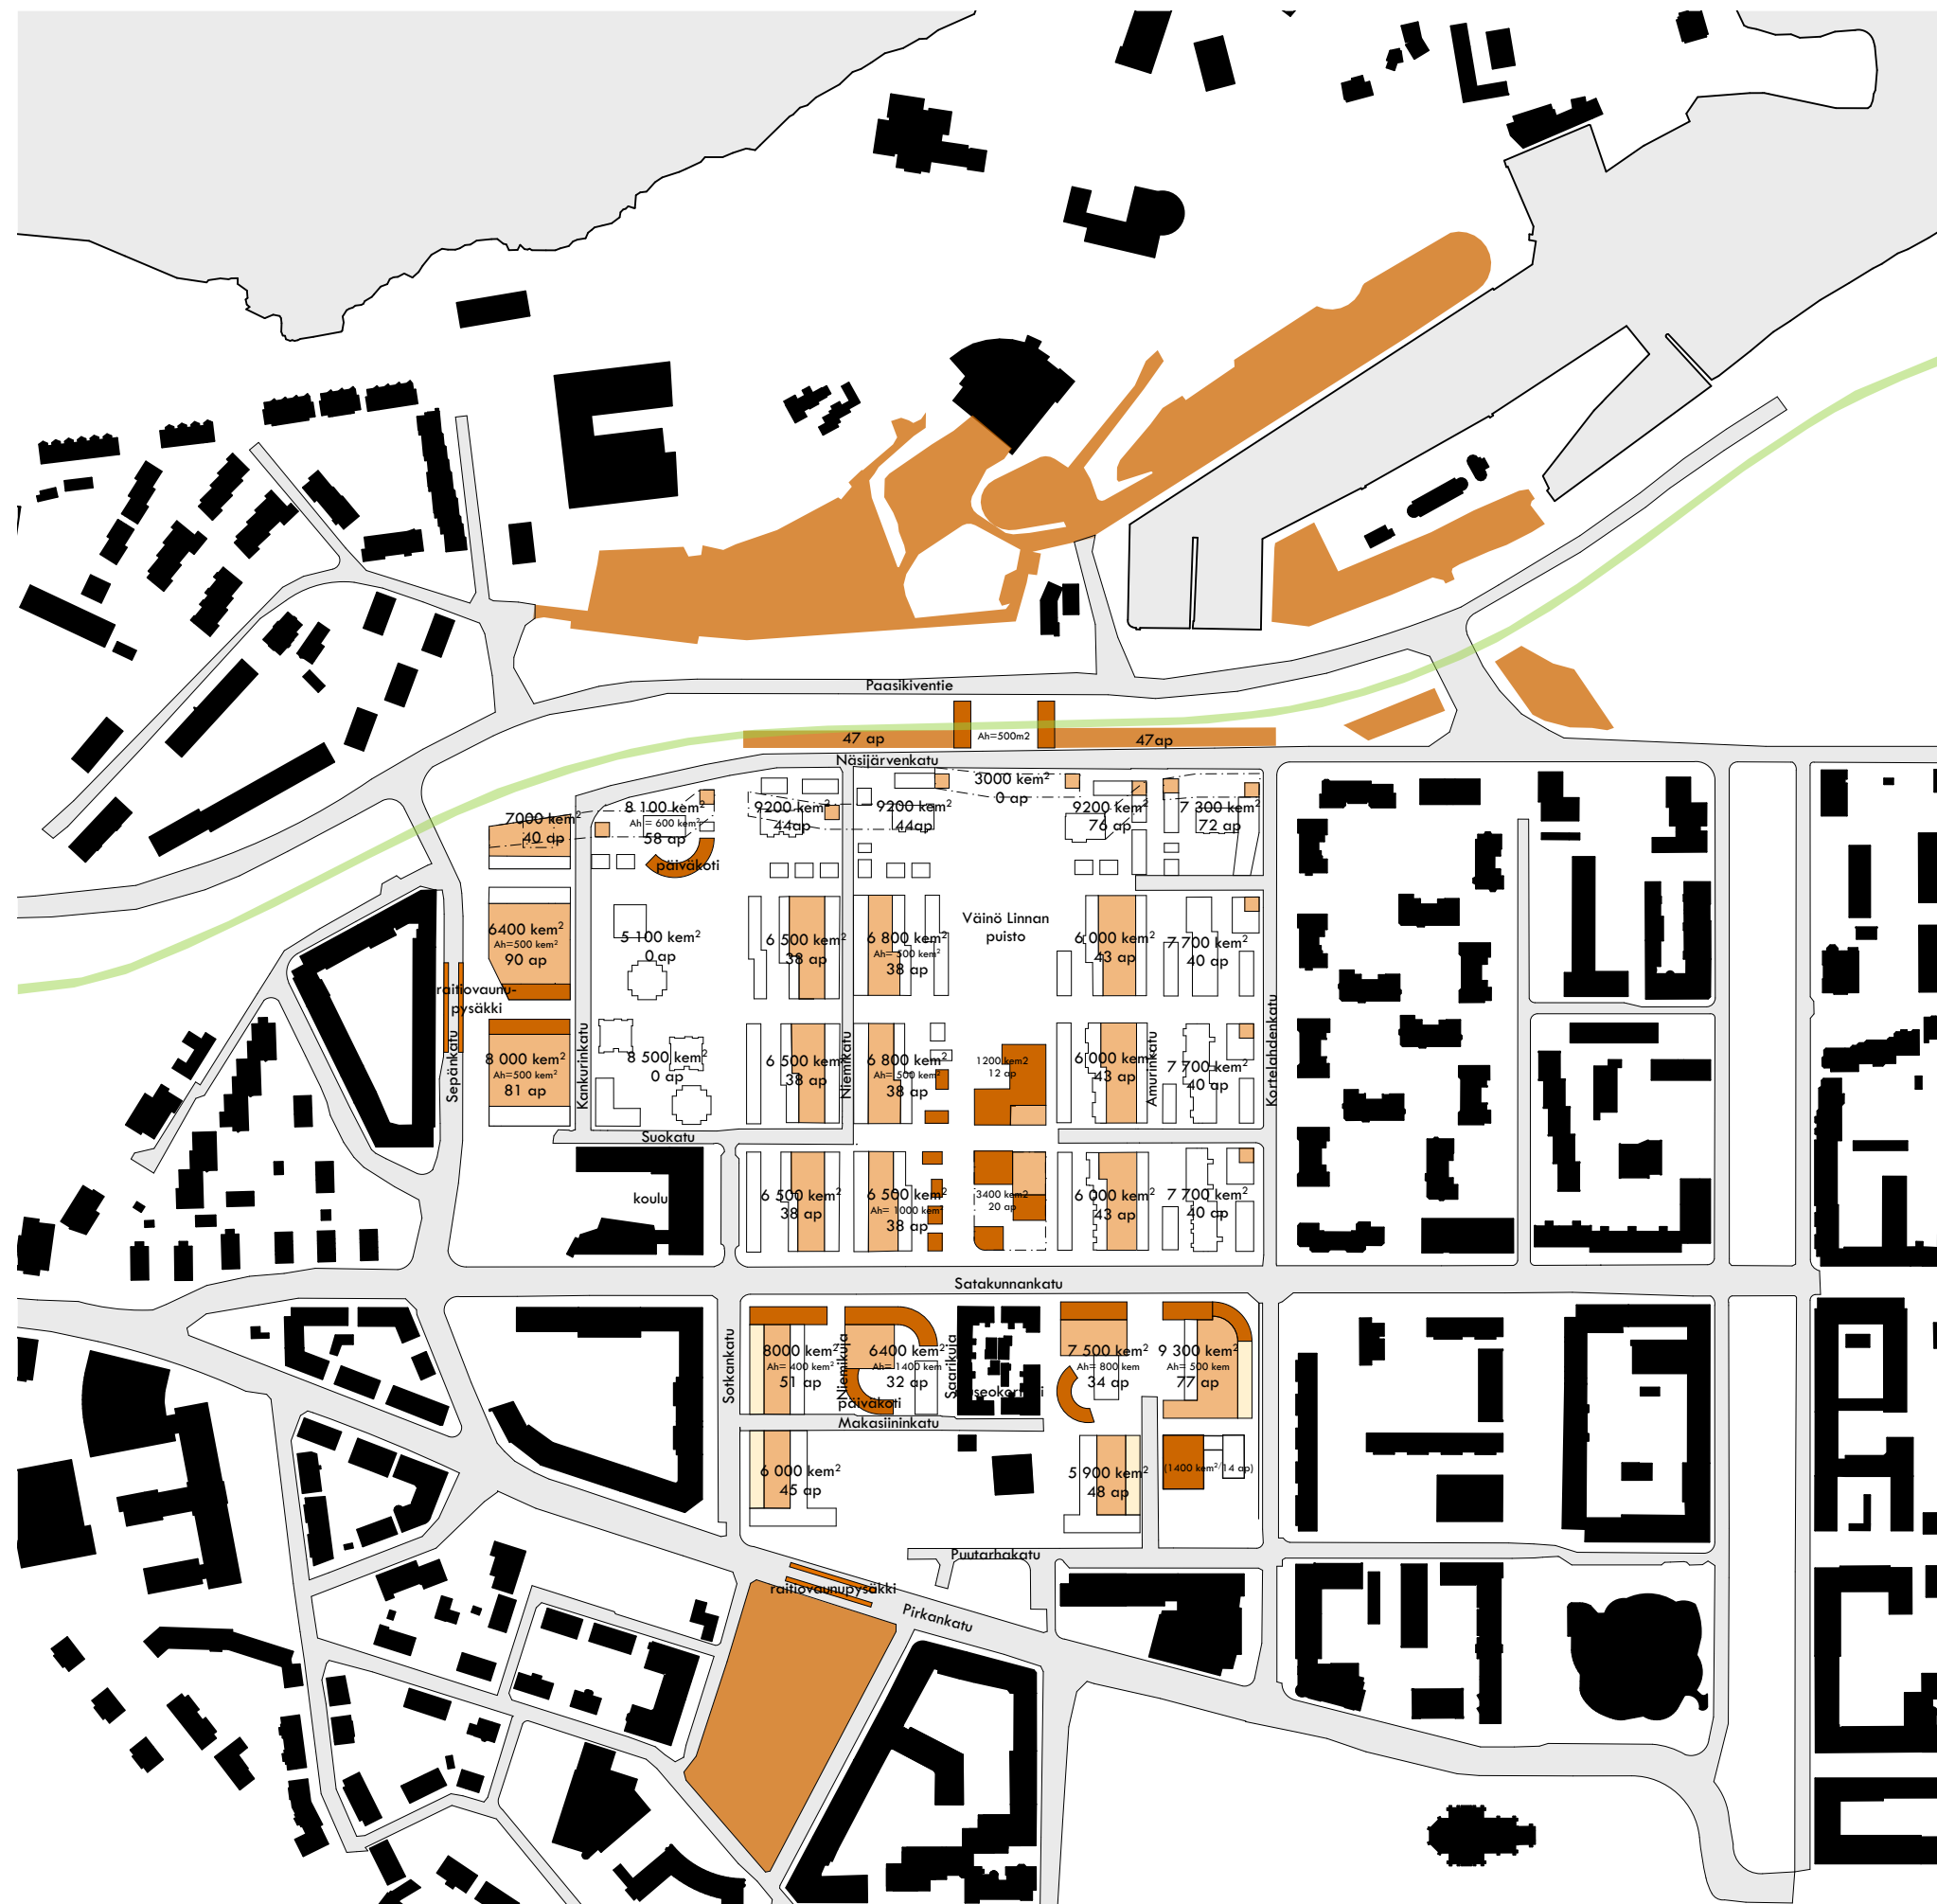 Paasikiventie
47 ap
Ah=500m2
47ap
Näsijärvenkatu
7000 kem2
40 ap
8 100 kem2
Ah = 600 kem2
58 ap
päiväkoti
9200 kem2
44ap
9200 kem2
44ap
3000 kem2
0 ap
9200 kem2
76 ap
7 300 kem2
72 ap
6400 kem2
Ah=500 kem2
90 ap
5 100 kem2
0 ap
6 500 kem2
38 ap
6 800 kem2
Ah= 500 kem2
38 ap
Väinö Linnan
puisto
6 000 kem2
43 ap
7 700 kem2
40 ap
raitiovaunu-
pysäkki
Sepänkatu
8 000 kem2
Ah=500 kem2
81 ap
Kankurinkatu
8 500 kem2
0 ap
6 500 kem2
38 ap
Niemikatu
6 800 kem2
Ah= 500 kem2
38 ap
1200 kem2
12 ap
6 000 kem2
43 ap
Amurinkatu
7 700 kem2
40 ap
Kortelahdenkatu
Suokatu
koulu
6 500 kem2
38 ap
6 500 kem2
Ah= 1000 kem2
38 ap
3400 kem2
20 ap
6 000 kem2
43 ap
7 700 kem2
40 ap
Satakunnankatu
Sotkankatu
8000 kem2
Ah= 400 kem2
51 ap
Niemikuja
6400 kem2
Ah= 1400 kem2
32 ap
päiväkoti
Saarikuja
7 500 kem2
Ah= 800 kem
34 ap
9 300 kem2
Ah= 500 kem
77 ap
Makasiininkatu
6 000 kem2
45 ap
5 900 kem2
48 ap
(1400 kem2/14 ap)
Puutarhakatu
raitiovaunupysäkki
Pirkankatu